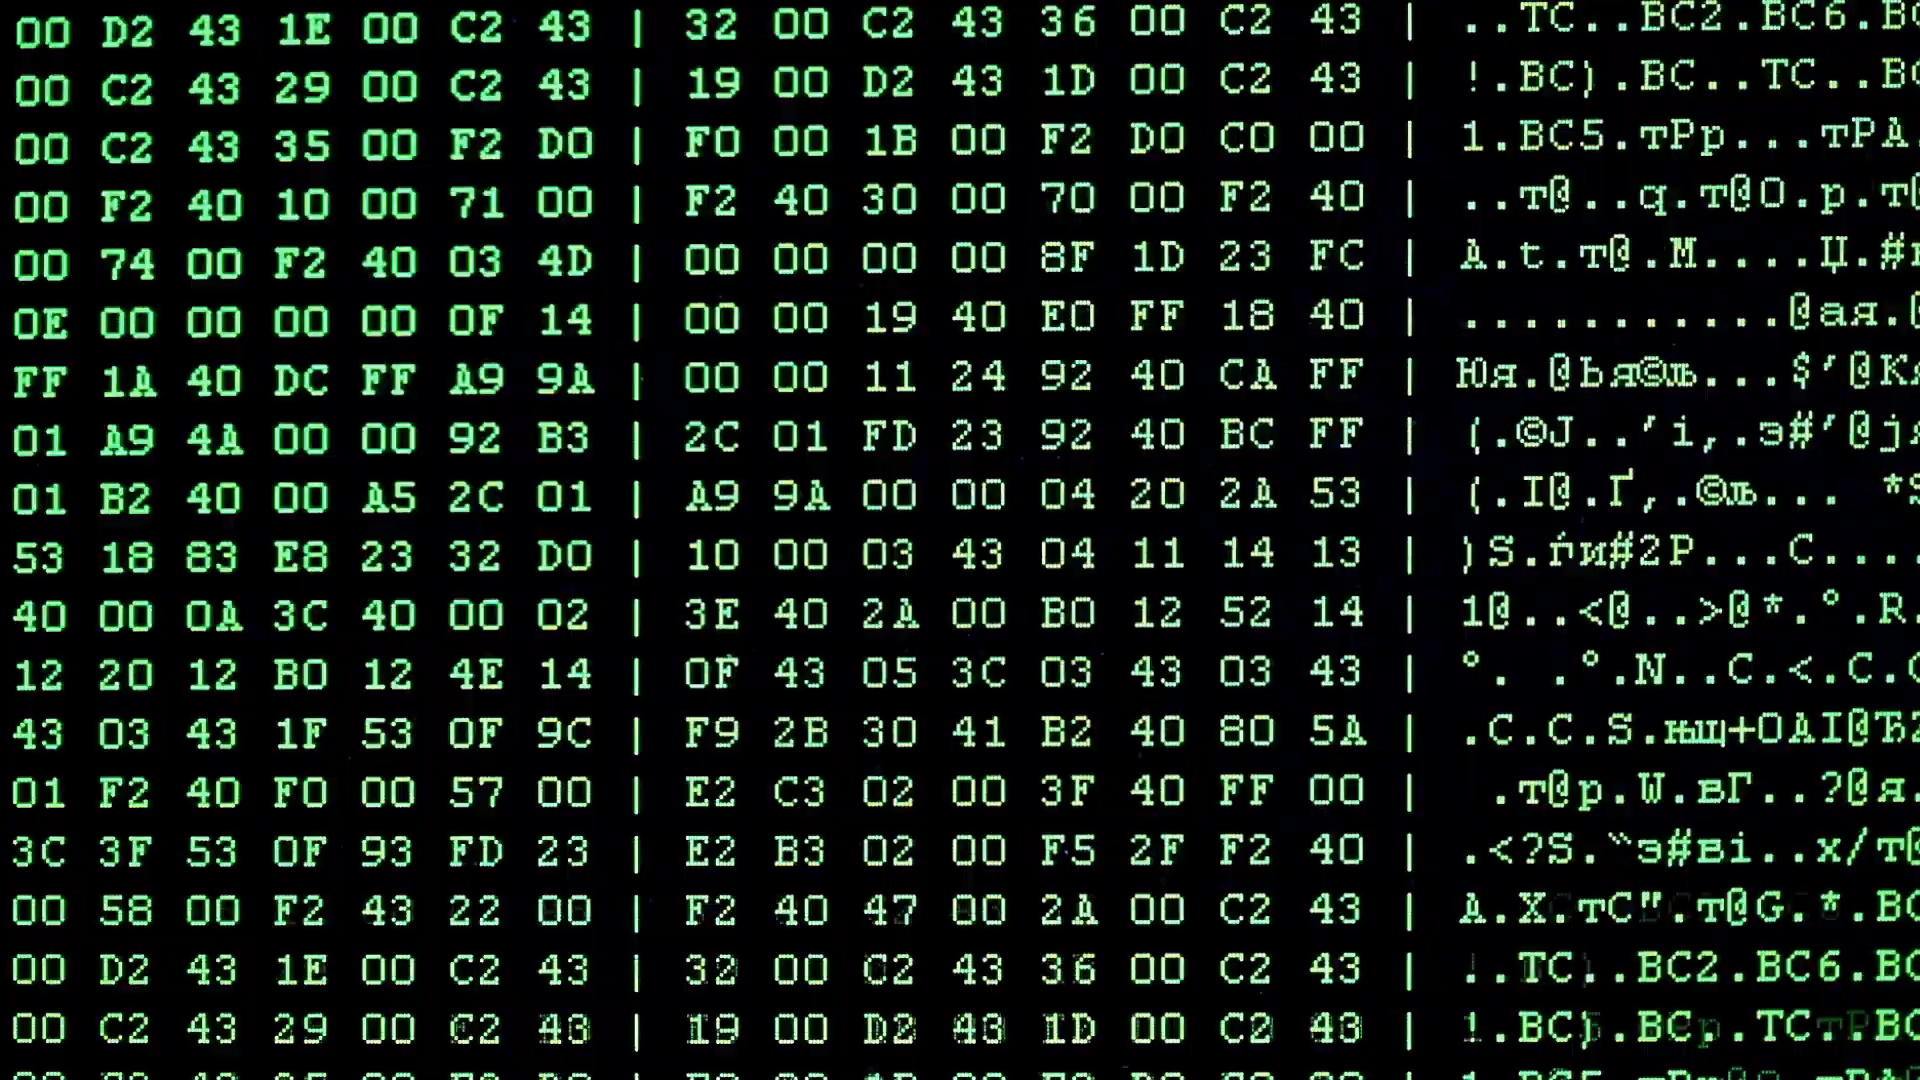 00 D2 43 1E 00 C2 43 | 32 00 C2 43 36 00 C2 43 | ..TC..BC2.BC6.BC
00 C2 43 29 00 C2 43 | 19 00 D2 43 1D 00 C2 43 | !.BC).BC..TC..BC
00 C2 43 35 00 F2 D0 | F0 00 1B 00 F2 D0 C0 00 | 1.BC5.тРр...тРА.
00 F2 40 10 00 71 00 | F2 40 30 00 70 00 F2 40 | ..т@..q.т@0.p.т@
00 74 00 F2 40 03 4D | 00 00 00 00 8F 1D 23 FC | A.t.т@.M....Џ.#
0E 00 00 00 00 0F 14 | 00 00 19 40 E0 FF 18 40 | ...........@ая.@
FF 1A 40 DC FF A9 9A | 00 00 11 24 92 40 CA FF | Юя.@Ья©љ...$’@Kя
01 A9 4A 00 00 92 B3 | 2C 01 FD 23 92 40 BC FF | (.©J..’і,.э#’@јя
01 B2 40 00 A5 2C 01 | A9 9A 00 00 04 20 2A 53 | (.І@.Ґ,.©љ... *S
53 18 83 E8 23 32 D0 | 10 00 03 43 04 11 14 13 | )S.ѓи#2Р...C....
40 00 0A 3C 40 00 02 | 3E 40 2A 00 B0 12 52 14 | 1@..<@..>@*.°.R.
12 20 12 B0 12 4E 14 | 0F 43 05 3C 03 43 03 43 | °. .°.N..C.<.C.C
43 03 43 1F 53 0F 9C | F9 2B 30 41 B2 40 80 5A | .C.C.S.њщ+0AІ@ЂZ
01 F2 40 F0 00 57 00 | E2 C3 02 00 3F 40 FF 00 | .т@р.W.вГ..?@я.
3C 3F 53 0F 93 FD 23 | E2 B3 02 00 F5 2F F2 40 | .<?S.“э#ві..х/т@
00 58 00 F2 43 22 00 | F2 40 47 00 2A 00 C2 43 | A.X.тC".т@G.*.BC
00 D2 43 1E 00 C2 43 | 32 00 C2 43 36 00 C2 43 | ..TC..BC2.BC6.BC
00 C2 43 29 00 C2 43 | 19 00 D2 43 1D 00 C2 43 | !.BC).BC..TC..BC